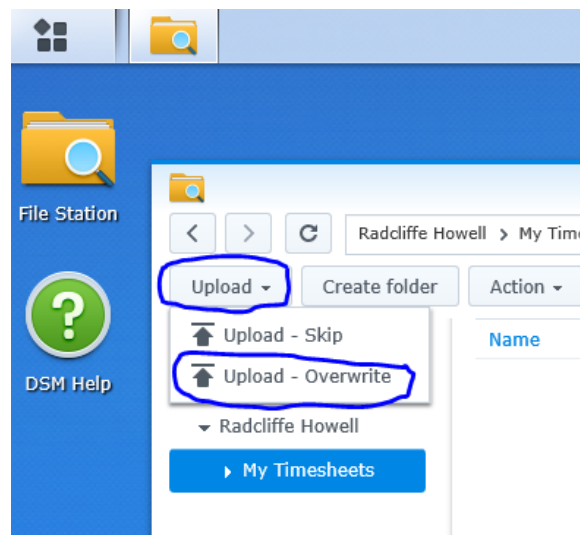 File Station
DSM Help
Radcliffe Howell > My Time
Upload
Create folder
Action
Upload - Skip
Upload - Overwrite
Name
Radcliffe Howell
My Timesheets